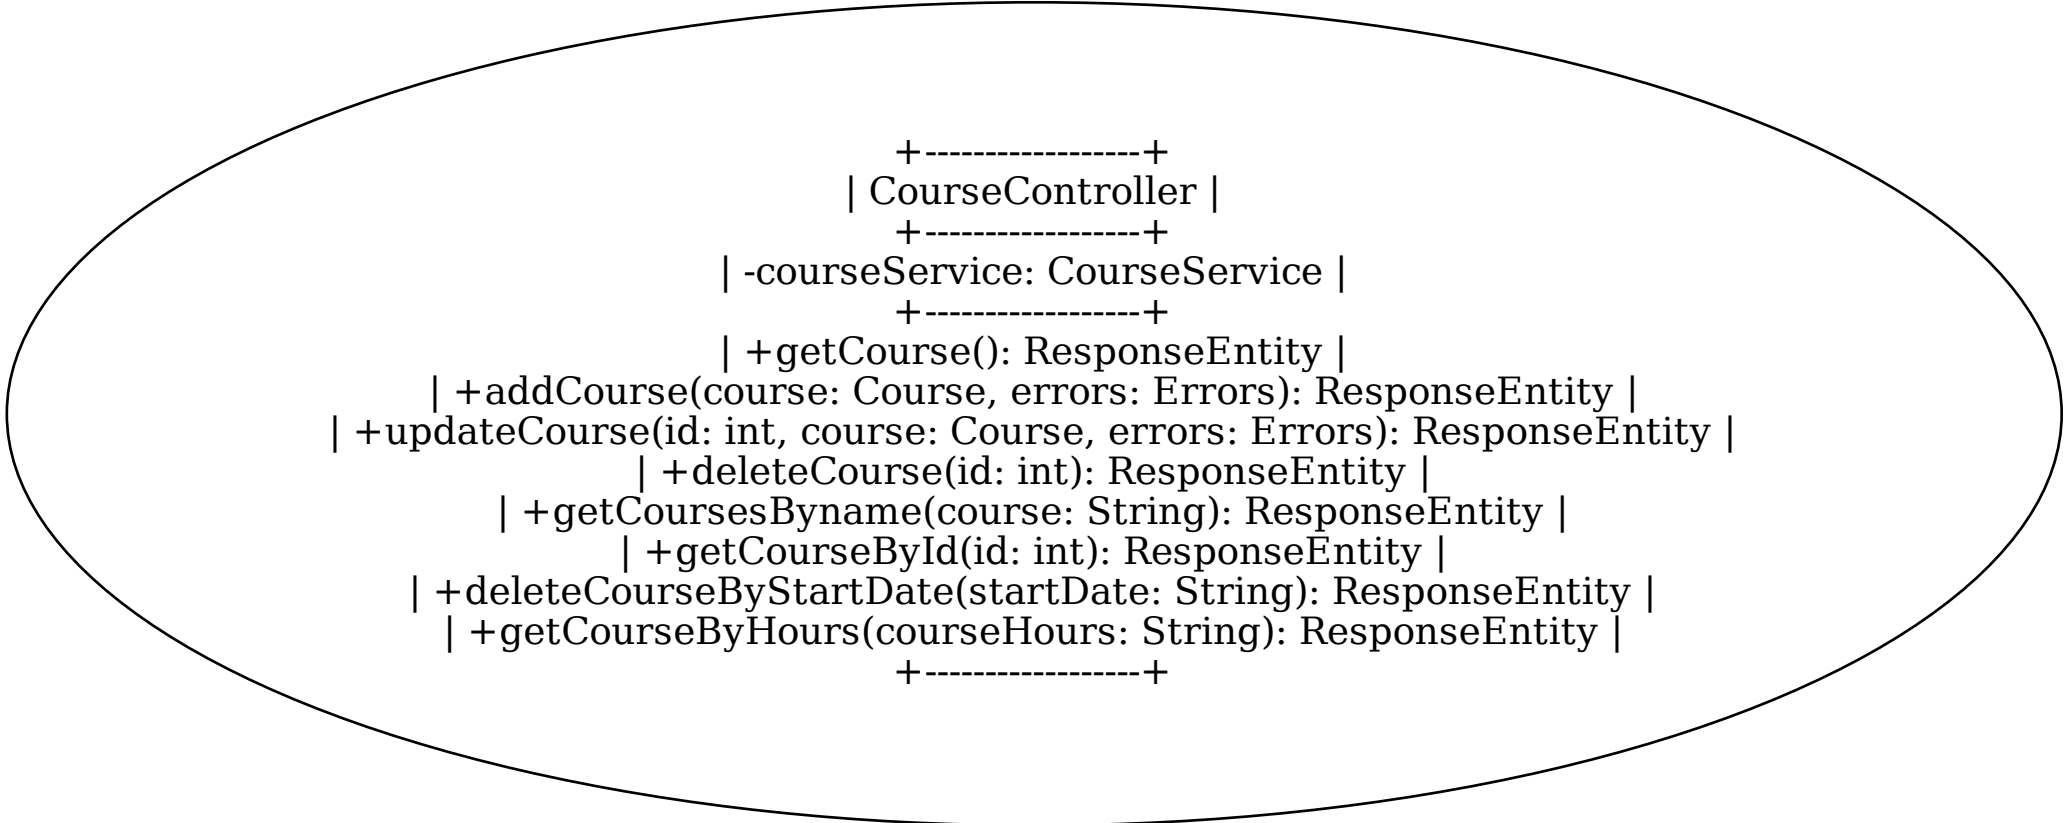 +------------------+
| CourseController |
+------------------+
| -courseService: CourseService |
+------------------+
| +getCourse(): ResponseEntity |
| +addCourse(course: Course, errors: Errors): ResponseEntity |
| +updateCourse(id: int, course: Course, errors: Errors): ResponseEntity |
| +deleteCourse(id: int): ResponseEntity |
| +getCoursesByname(course: String): ResponseEntity |
| +getCourseById(id: int): ResponseEntity |
| +deleteCourseByStartDate(startDate: String): ResponseEntity |
| +getCourseByHours(courseHours: String): ResponseEntity |
+------------------+